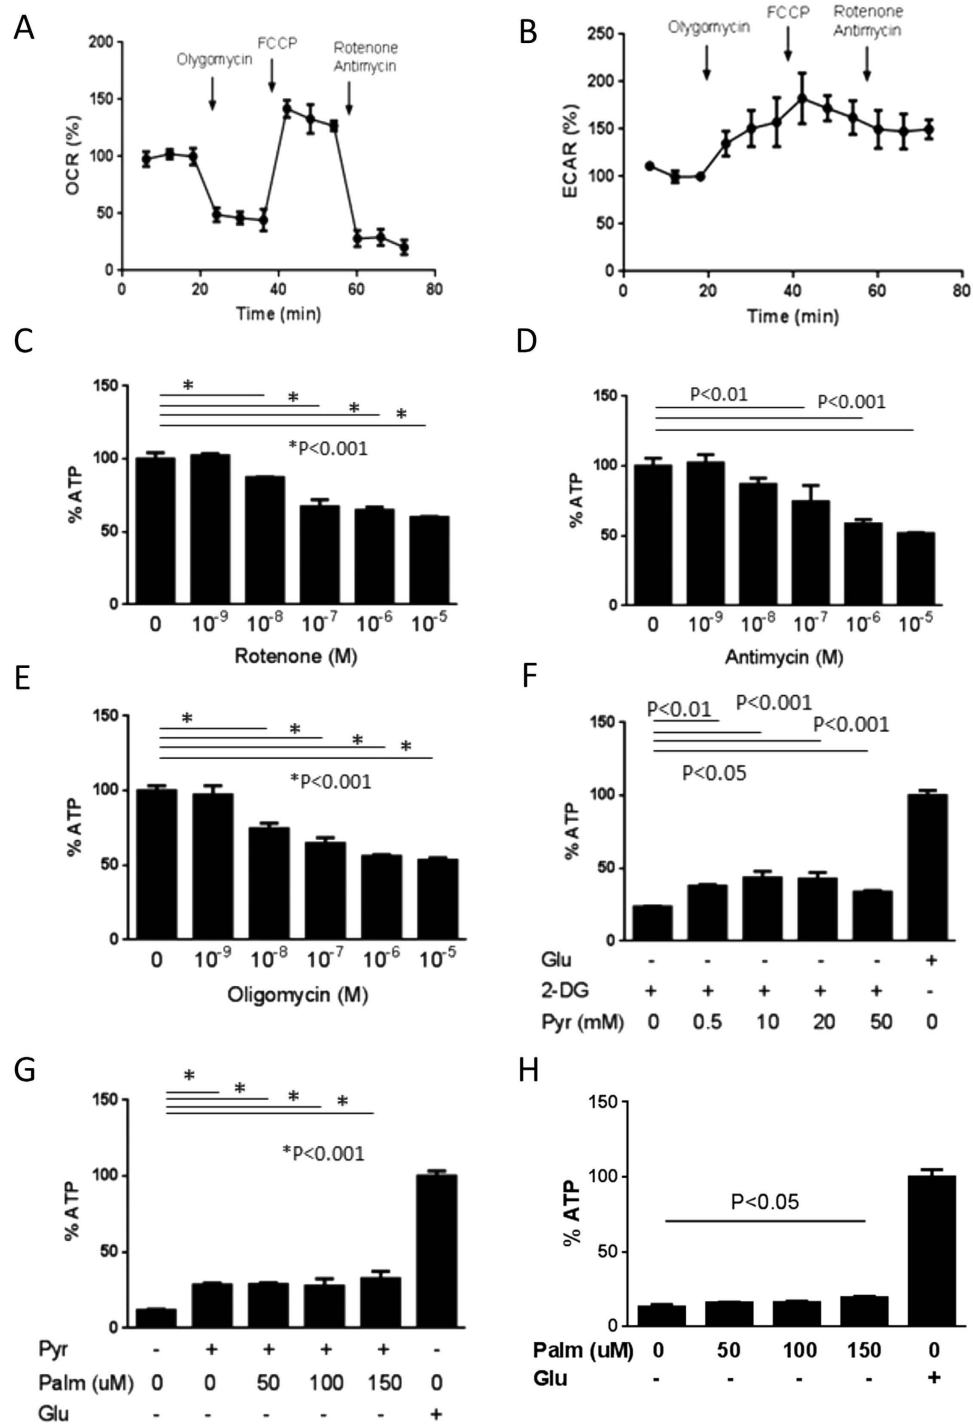 A
Olygomycin
FCCP
Rotenone
Antimycin
OCR (%)
200
150
100
50
0
0 20 40 60 80
Time (min)
B
Olygomycin
FCCP
Rotenone
Antimycin
ECAR (%)
250
200
150
100
50
0
0 20 40 60 80
Time (min)
C
% ATP
150
100
50
0
* * * *
*P<0.001
0 10-9 10-8 10-7 10-6 10-5
Rotenone (M)
D
% ATP
150
100
50
0
P<0.01
P<0.001
0 10-9 10-8 10-7 10-6 10-5
Antimycin (M)
E
% ATP
150
100
50
0
* * * *
*P<0.001
0 10-9 10-8 10-7 10-6 10-5
Oligomycin (M)
F
% ATP
150
100
50
0
P<0.01
P<0.001
P<0.001
P<0.05
Glu - - - - - +
2-DG + + + + + -
Pyr (mM) 0 0.5 10 20 50 0
G
% ATP
150
100
50
0
* * * *
*P<0.001
Pyr - + + + + -
Palm (uM) 0 0 50 100 150 0
Glu - - - - - +
H
% ATP
150
100
50
0
P<0.05
Palm (uM) 0 50 100 150 0
Glu - - - - +